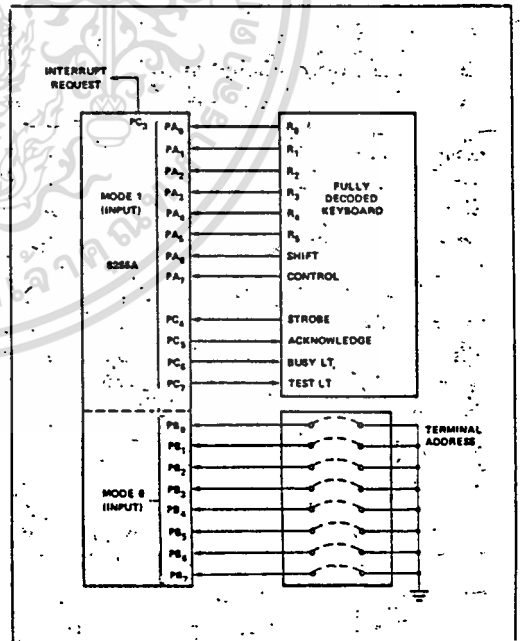 INTERRUPT
REQUEST
PC3
PA0
R0
PA1
R1
PA2
R2
MODE 1
(INPUT)
PA3
R3
FULLY
DECODED
KEYBOARD
PA4
R4
8255A
PA5
R5
PA6
SHIFT
PA7
CONTROL
PC4
STROBE
PC5
ACKNOWLEDGE
PC6
BUSY LT
PC7
TEST LT
PB0
TERMINAL
ADDRESS
PB1
PB2
MODE 0
(INPUT)
PB3
PB4
PB5
PB6
PB7